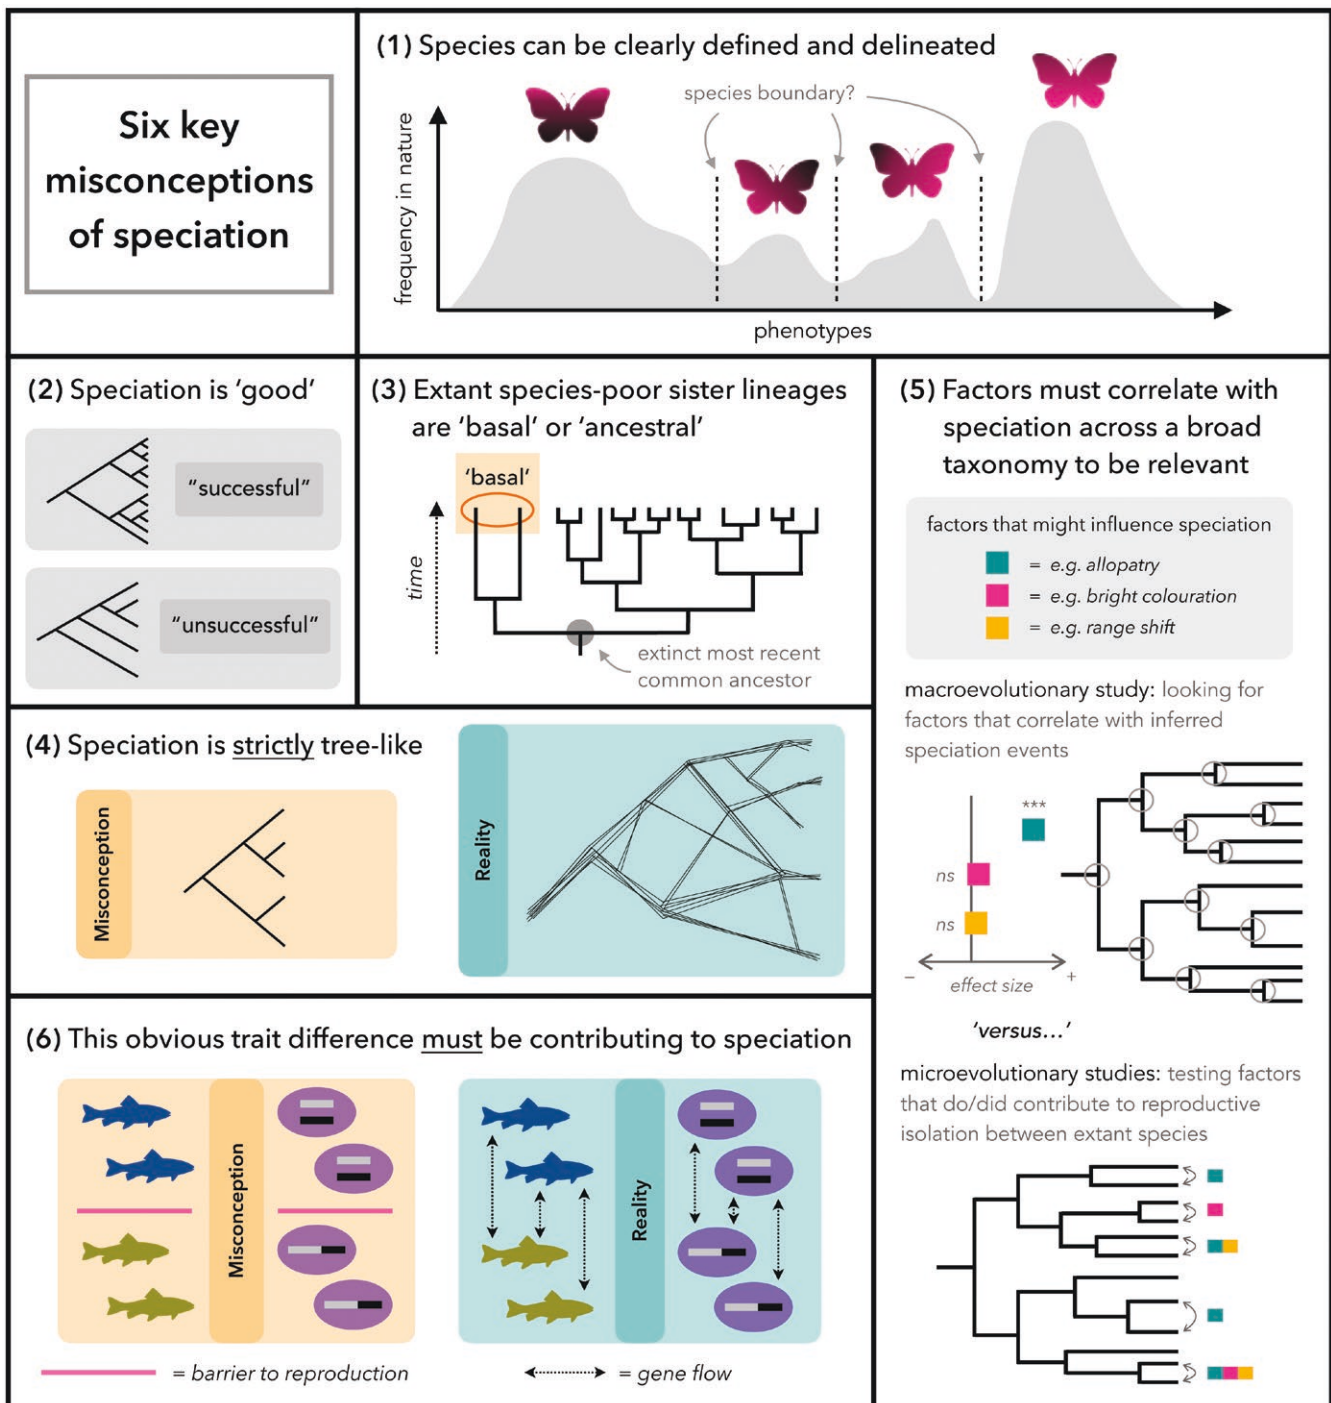 Six key
misconceptions
of speciation
(1) Species can be clearly defined and delineated
species boundary?
frequency in nature
phenotypes
(2) Speciation is ‘good’
“successful”
“unsuccessful”
(3) Extant species-poor sister lineages
are ‘basal’ or ‘ancestral’
‘basal’
time
extinct most recent
common ancestor
(4) Speciation is strictly tree-like
Misconception
Reality
(5) Factors must correlate with
speciation across a broad
taxonomy to be relevant
factors that might influence speciation
= e.g. allopatry
= e.g. bright colouration
= e.g. range shift
macroevolutionary study: looking for
factors that correlate with inferred
speciation events
***
ns
ns
– +
effect size
‘versus...’
microevolutionary studies: testing factors
that do/did contribute to reproductive
isolation between extant species
(6) This obvious trait difference must be contributing to speciation
Misconception
Reality
= barrier to reproduction
= gene flow